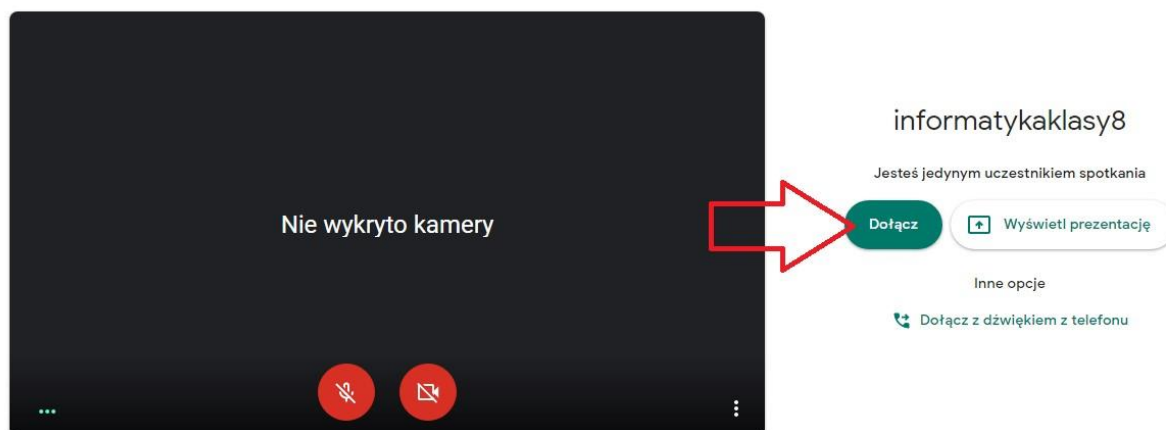 Nie wykryto kamery
informatykaklasy8
Jesteś jedynym uczestnikiem spotkania
Dołącz
Wyświetl prezentację
Inne opcje
Dołącz z dźwiękiem z telefonu